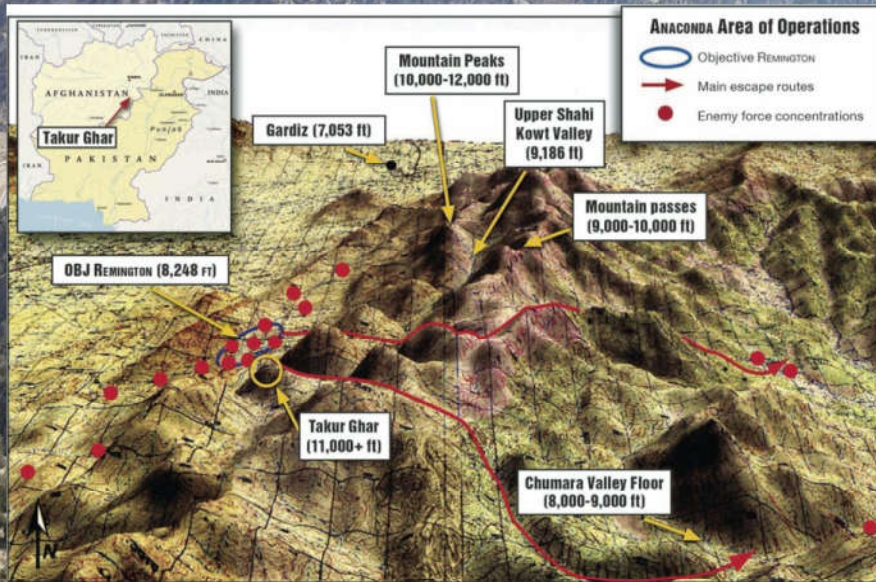 ANACONDA AREA OF OPERATIONS
Objective REMINGTON
Main escape routes
Enemy force concentrations
CHINA
IRAN
AFGHANISTAN
Takur Ghar
Punjab
PAKISTAN
INDIA
IRAN
INDIA
Mountain Peaks
(10,000-12,000 ft)
Gardiz (7,053 ft)
Upper Shahi
Kowt Valley
(9,186 ft)
Mountain passes
(9,000-10,000 ft)
OBJ REMINGTON (8,248 FT)
Takur Ghar
(11,000+ ft)
Chumara Valley Floor
(8,000-9,000 ft)
N